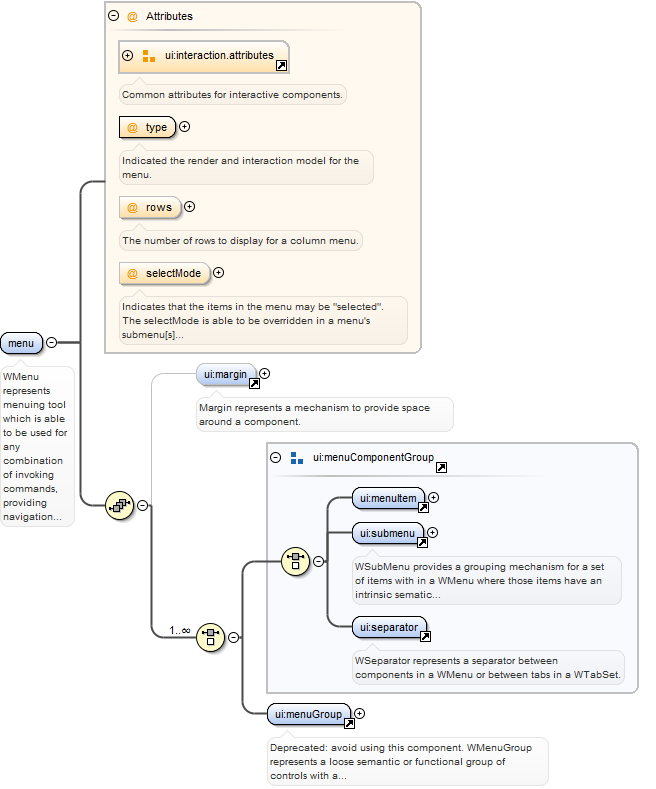 Attributes
ui:interaction.attributes
Common attributes for interactive components.
@ type
Indicated the render and interaction model for the
menu.
@ rows
The number of rows to display for a column menu.
@ selectMode
Indicates that the items in the menu may be "selected".
The selectMode is able to be overridden in a menu's
submenu[s]...
menu
WMenu
represents
menuing tool
which is able
to be used for
any
combination
of invoking
commands,
providing
navigation...
ui:margin
Margin represents a mechanism to provide space
around a component.
ui:menuComponentGroup
ui:menuItem
ui:submenu
WSubMenu provides a grouping mechanism for a set
of items with in a WMenu where those items have an
intrinsic sematic...
ui:separator
WSeparator represents a separator between
components in a WMenu or between tabs in a WTabSet.
1..∞
ui:menuGroup
Deprecated: avoid using this component. WMenuGroup
represents a loose semantic or functional group of
controls with a...